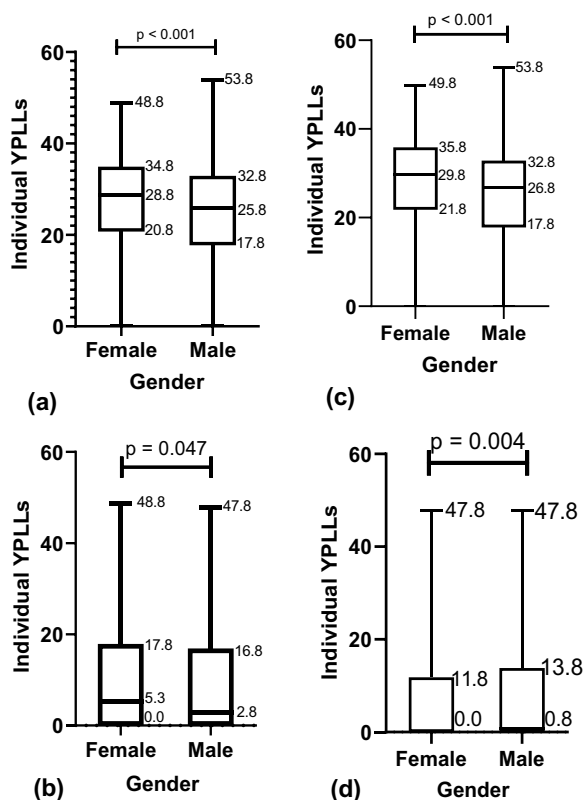 p < 0.001
60
40
20
0
Individual YPLLs
48.8
34.8
28.8
20.8
53.8
32.8
25.8
17.8
Female Male
Gender
(a)
p < 0.001
60
40
20
0
Individual YPLLs
49.8
35.8
29.8
21.8
53.8
32.8
26.8
17.8
Female Male
Gender
(c)
p = 0.047
60
40
20
0
Individual YPLLs
48.8
17.8
5.3
0.0
47.8
16.8
2.8
Female Male
Gender
(b)
p = 0.004
60
40
20
0
Individual YPLLs
47.8
11.8
0.0
47.8
13.8
0.8
Female Male
Gender
(d)